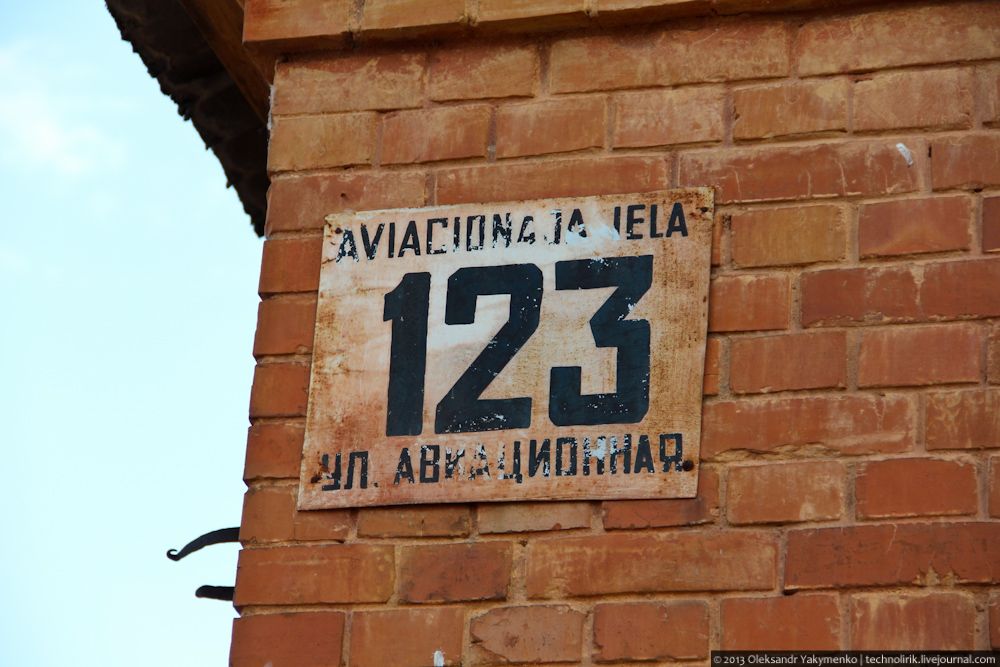 AVIACIONAJA IELA
123
УЛ. АВИАЦИОННАЯ
© 2013 Oleksandr Yakymenko | technolirik.livejournal.com